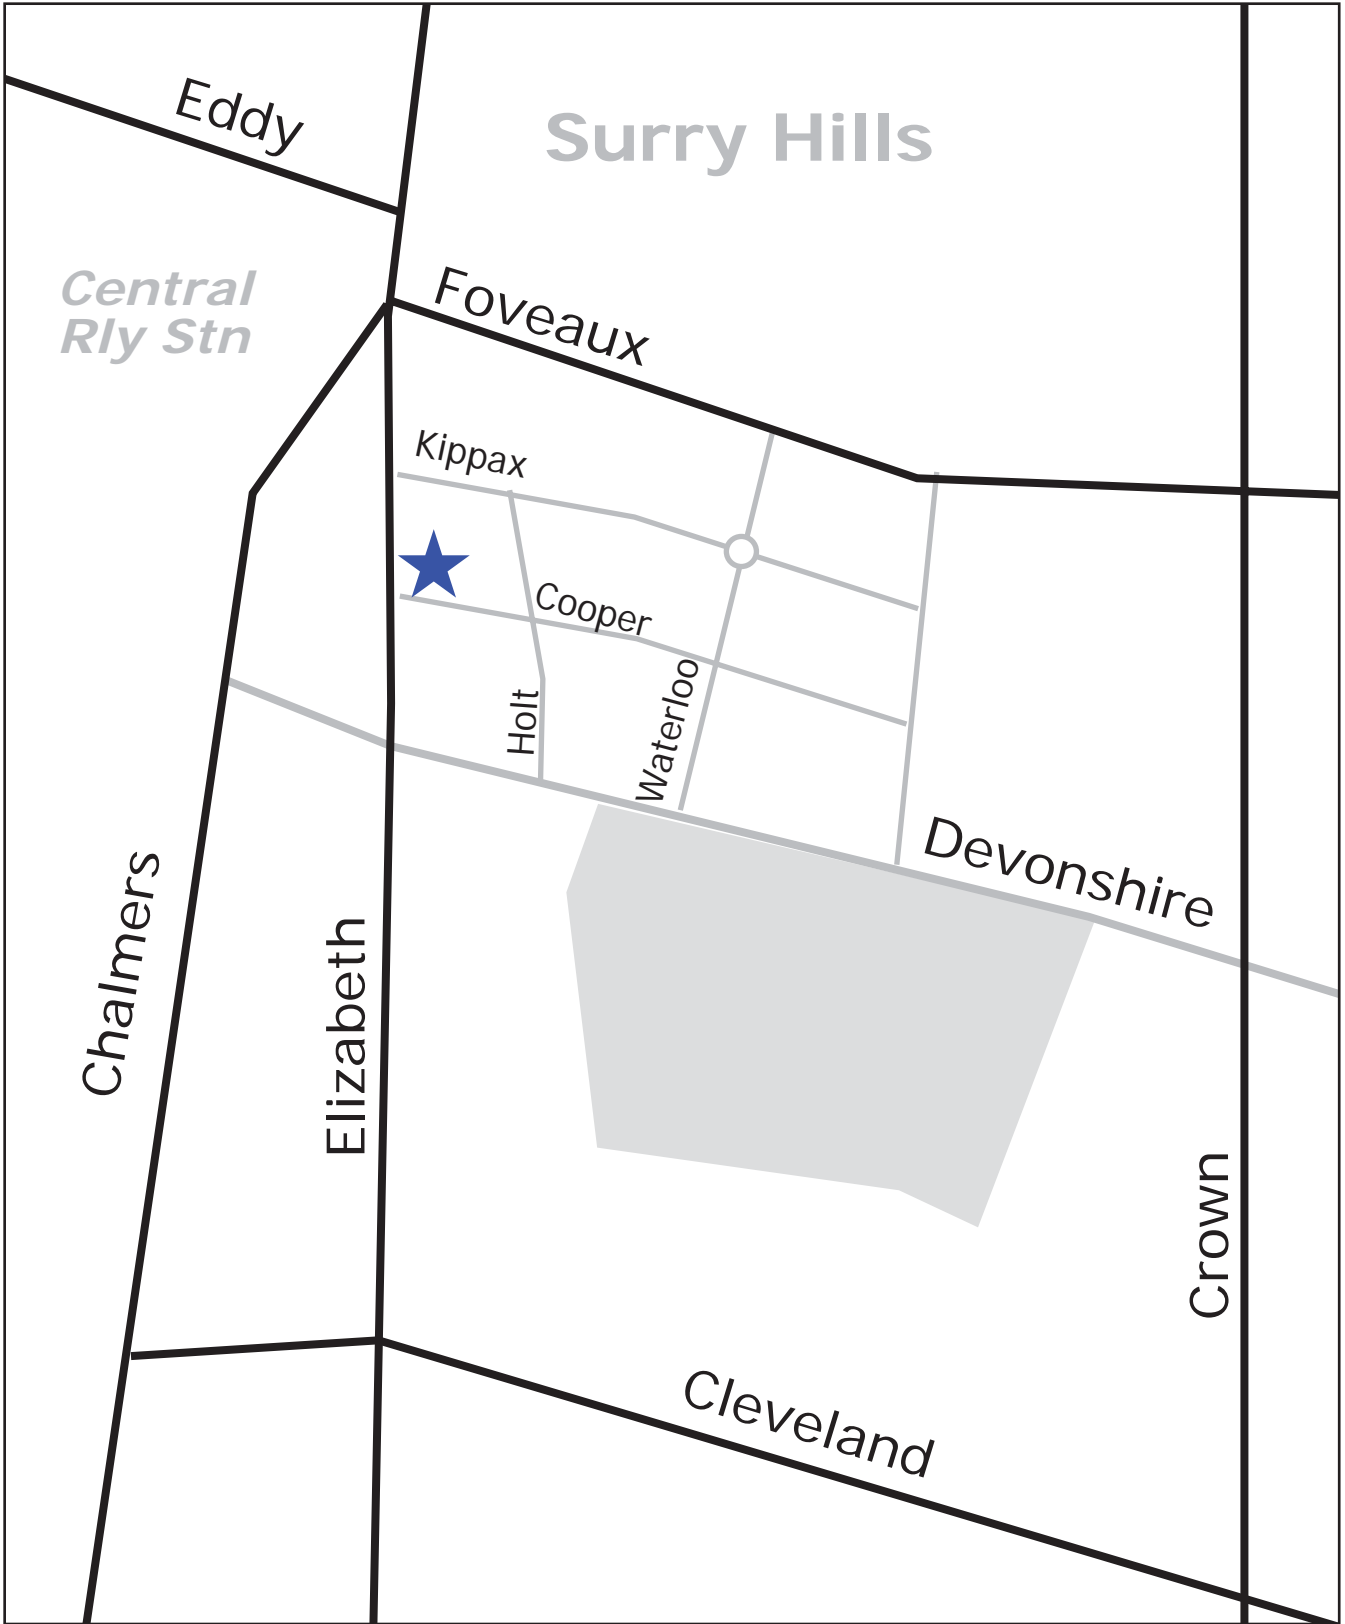 Eddy
Surry Hills
Central
Rly Stn
Foveaux
Kippax
Cooper
Holt
Waterloo
Devonshire
Chalmers
Elizabeth
Crown
Cleveland